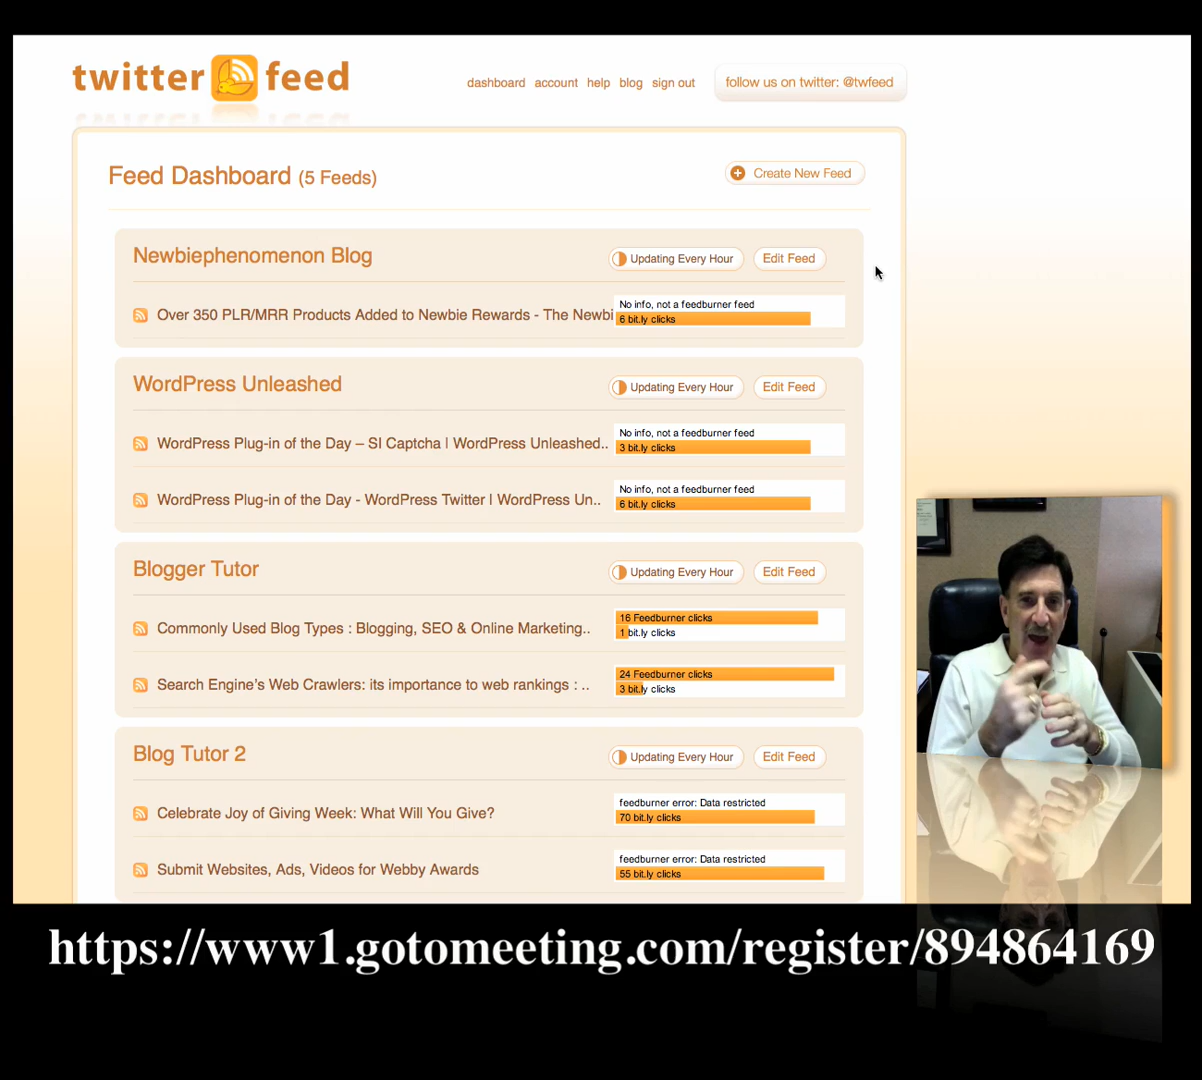 twitter feed
dashboard account help blog sign out
follow us on twitter: @twfeed
Feed Dashboard (5 Feeds)
Create New Feed
Newbiephenomenon Blog
Updating Every Hour
Edit Feed
Over 350 PLR/MRR Products Added to Newbie Rewards - The Newbi
No info, not a feedburner feed
6 bit.ly clicks
WordPress Unleashed
Updating Every Hour
Edit Feed
WordPress Plug-in of the Day – SI Captcha | WordPress Unleashed..
No info, not a feedburner feed
3 bit.ly clicks
WordPress Plug-in of the Day - WordPress Twitter | WordPress Un..
No info, not a feedburner feed
6 bit.ly clicks
Blogger Tutor
Updating Every Hour
Edit Feed
Commonly Used Blog Types : Blogging, SEO & Online Marketing..
16 Feedburner clicks
1 bit.ly clicks
Search Engine's Web Crawlers: its importance to web rankings : ..
24 Feedburner clicks
3 bit.ly clicks
Blog Tutor 2
Updating Every Hour
Edit Feed
Celebrate Joy of Giving Week: What Will You Give?
feedburner error: Data restricted
70 bit.ly clicks
Submit Websites, Ads, Videos for Webby Awards
feedburner error: Data restricted
55 bit.ly clicks
https://www1.gotomeeting.com/register/894864169